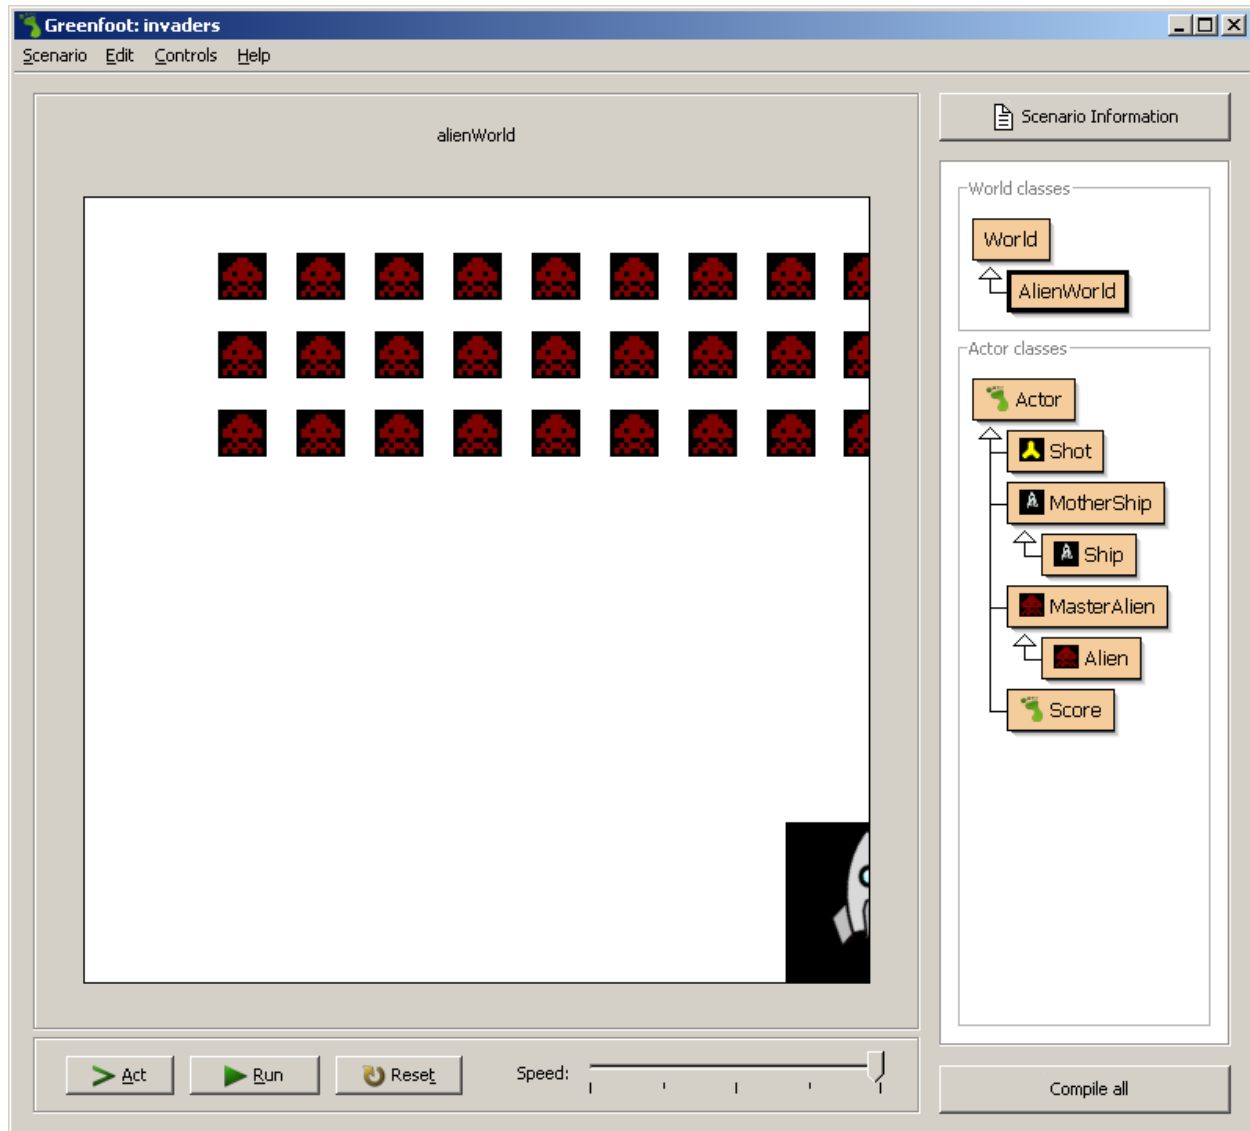 Greenfoot: invaders
Scenario Edit Controls Help
alienWorld
Scenario Information
World classes
World
AlienWorld
Actor classes
Actor
Shot
MotherShip
Ship
MasterAlien
Alien
Score
Act Run Reset Speed:
Compile all